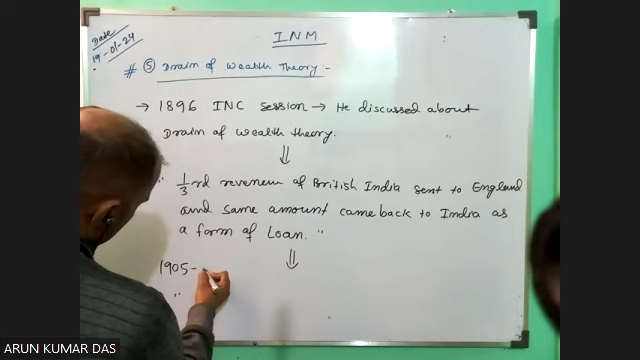 Date
19-01-24
INM
# ⑤ Drain of Wealth Theory :-
→ 1896 INC Session → He discussed about
Drain of wealth theory.
⇓
" 1/3 rd revenem of British India sent to England
and same amount came back to India as
a form of Loan. "
⇓
1905 -
"
ARUN KUMAR DAS